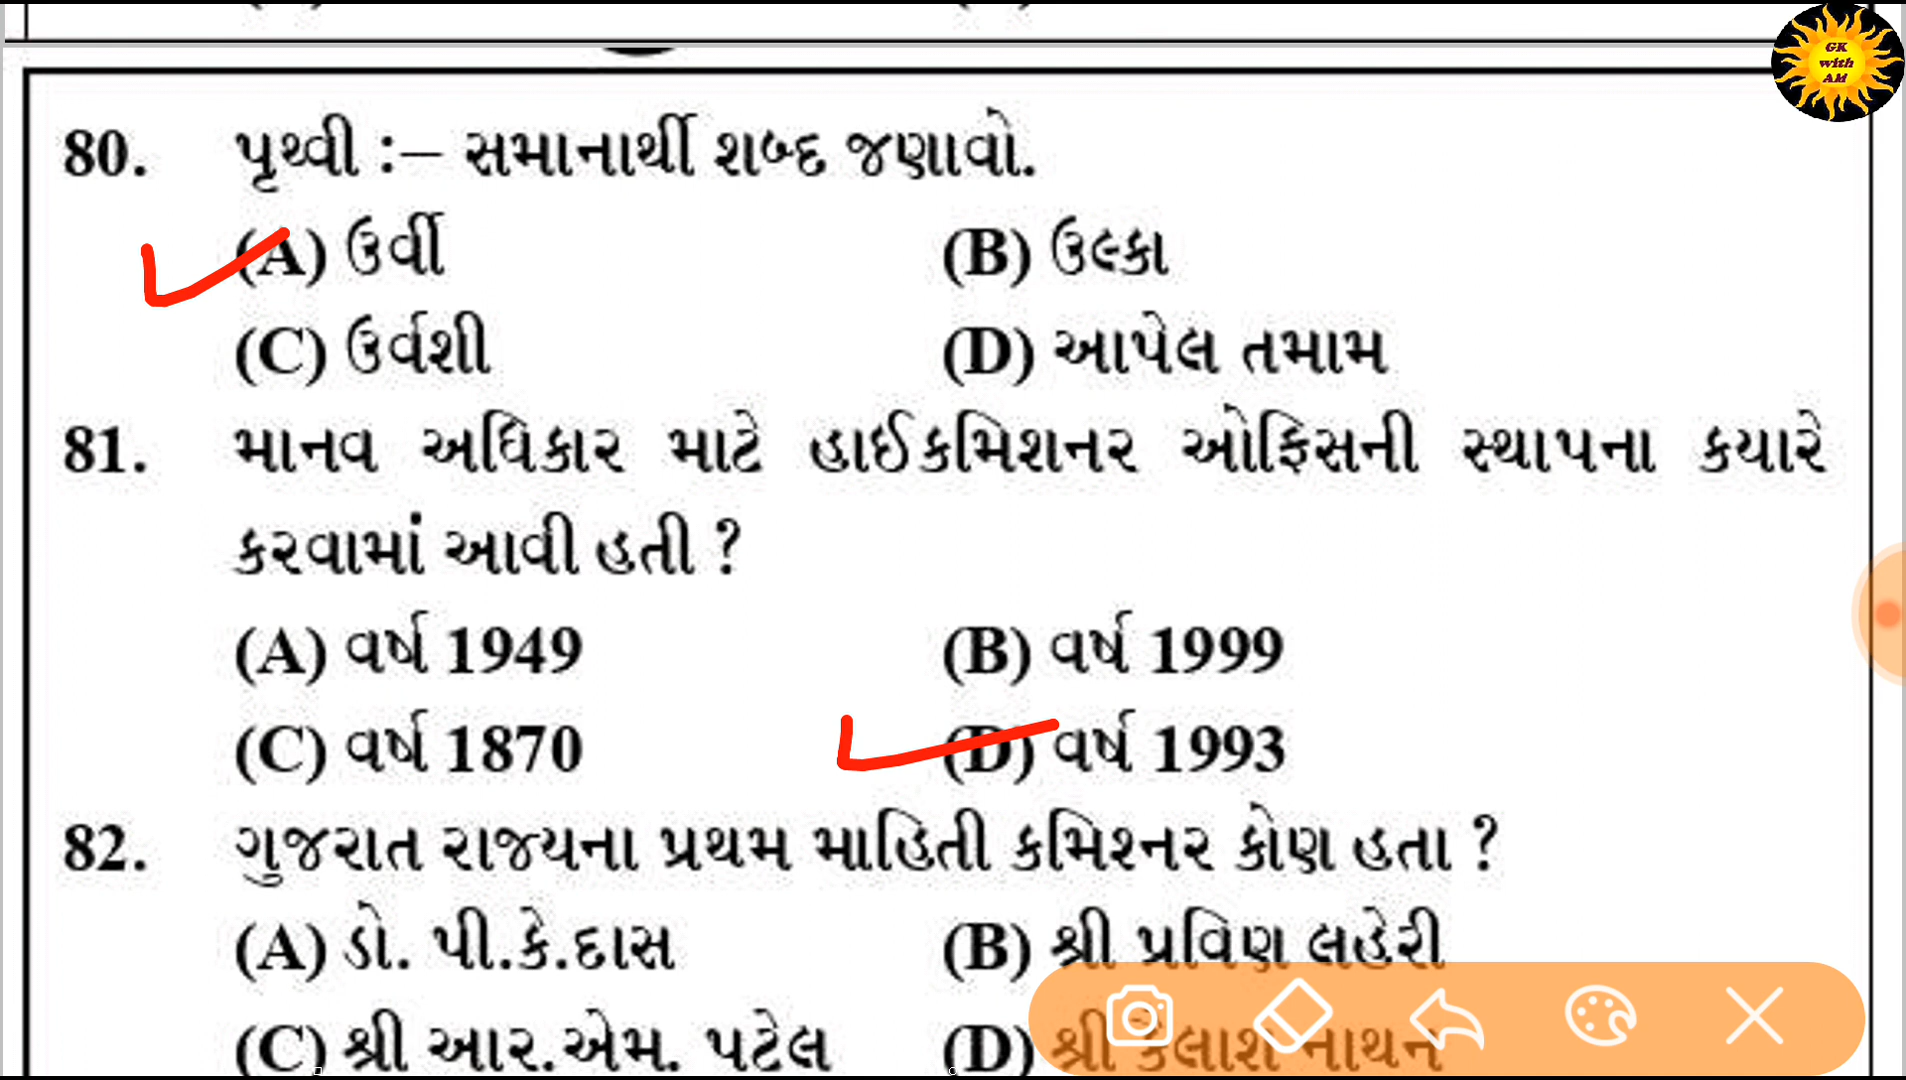 GK
with
AM
80. પૃથ્વી :– સમાનાર્થી શબ્દ જણાવો.
(A) ઉર્વી (B) ઉલ્કા
(C) ઉર્વશી (D) આપેલ તમામ
81. માનવ અધિકાર માટે હાઈકમિશનર ઓફિસની સ્થાપના કયારે
કરવામાં આવી હતી ?
(A) વર્ષ 1949 (B) વર્ષ 1999
(C) વર્ષ 1870 (D) વર્ષ 1993
82. ગુજરાત રાજ્યના પ્રથમ માહિતી કમિશ્નર કોણ હતા ?
(A) ડો. પી.કે.દાસ (B) શ્રી પ્રવિણ લહેરી
(C) શ્રી આર.એમ. પટેલ (D) શ્રી કૈલાશ નાથન